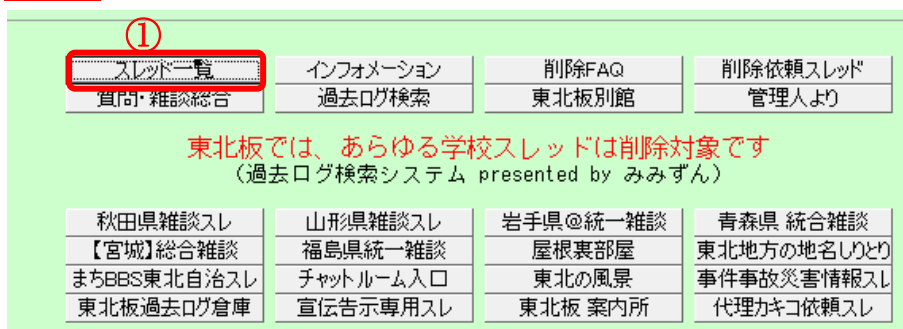 ①
スレッド一覧 インフォメーション 削除FAQ 削除依頼スレッド
質問・雑談総合 過去ログ検索 東北板別館 管理人より
東北板では、あらゆる学校スレッドは削除対象です
（過去ログ検索システム presented by みみずん）
秋田県雑談スレ 山形県雑談スレ 岩手県@統一雑談 青森県 統合雑談
【宮城】総合雑談 福島県統一雑談 屋根裏部屋 東北地方の地名しりとり
まちBBS東北自治スレ チャットルーム入口 東北の風景 事件事故災害情報スレ
東北板過去ログ倉庫 宣伝告示専用スレ 東北板 案内所 代理カキコ依頼スレ